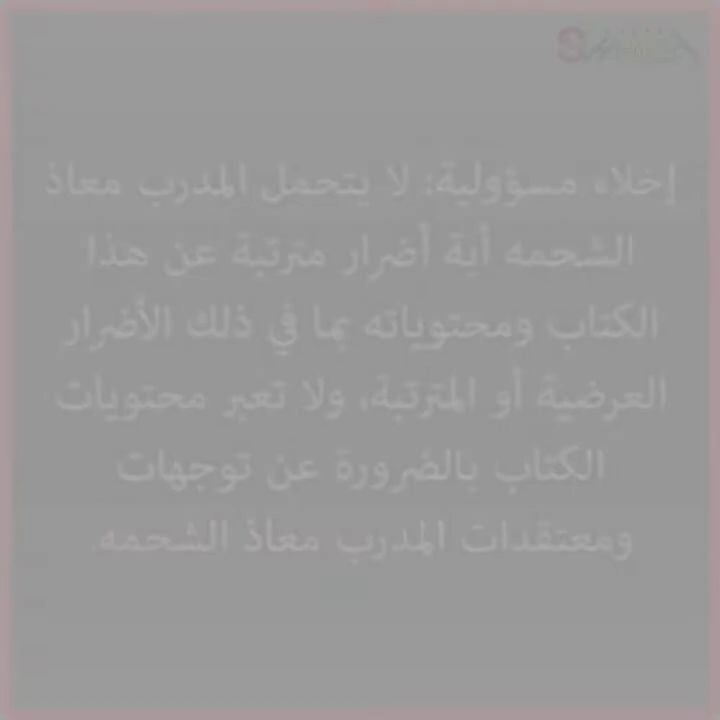 إخلاء مسؤولية: لا يتحمل المدرب معاذ
الشحمه أية أضرار مترتبة عن هذا
الكتاب ومحتوياته بما في ذلك الأضرار
العرضية أو المترتبة، ولا تعبر محتويات
الكتاب بالضرورة عن توجهات
ومعتقدات المدرب معاذ الشحمه.